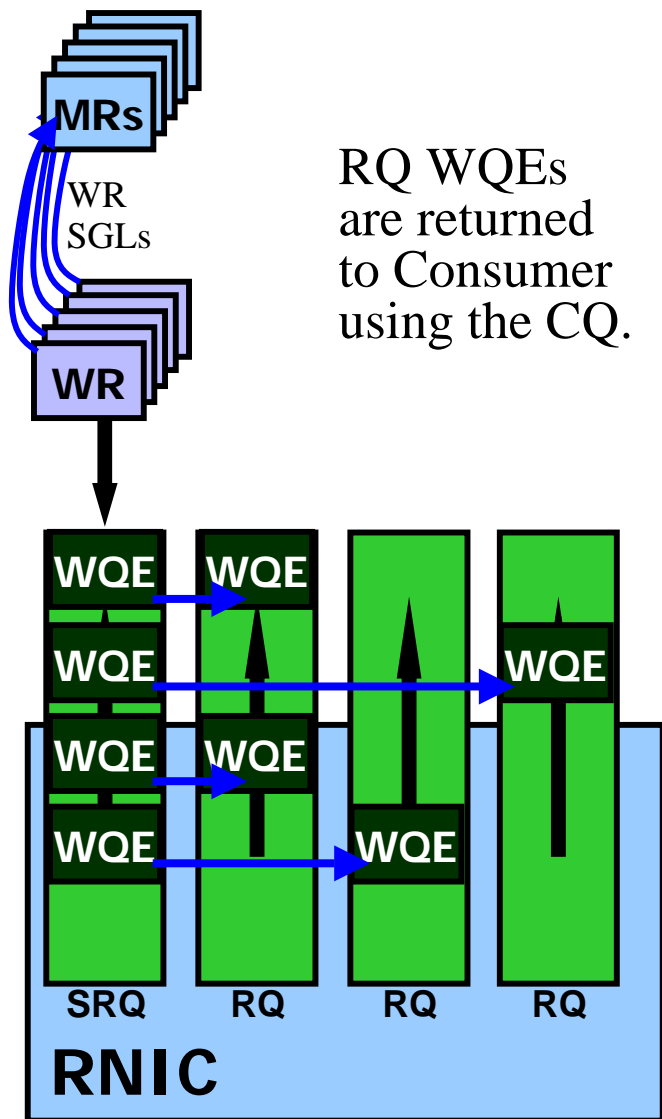 MRs
WR
SGLs
RQ WQEs
are returned
to Consumer
using the CQ.
WR
WQE WQE
WQE WQE
WQE WQE
WQE WQE
SRQ RQ RQ RQ
RNIC